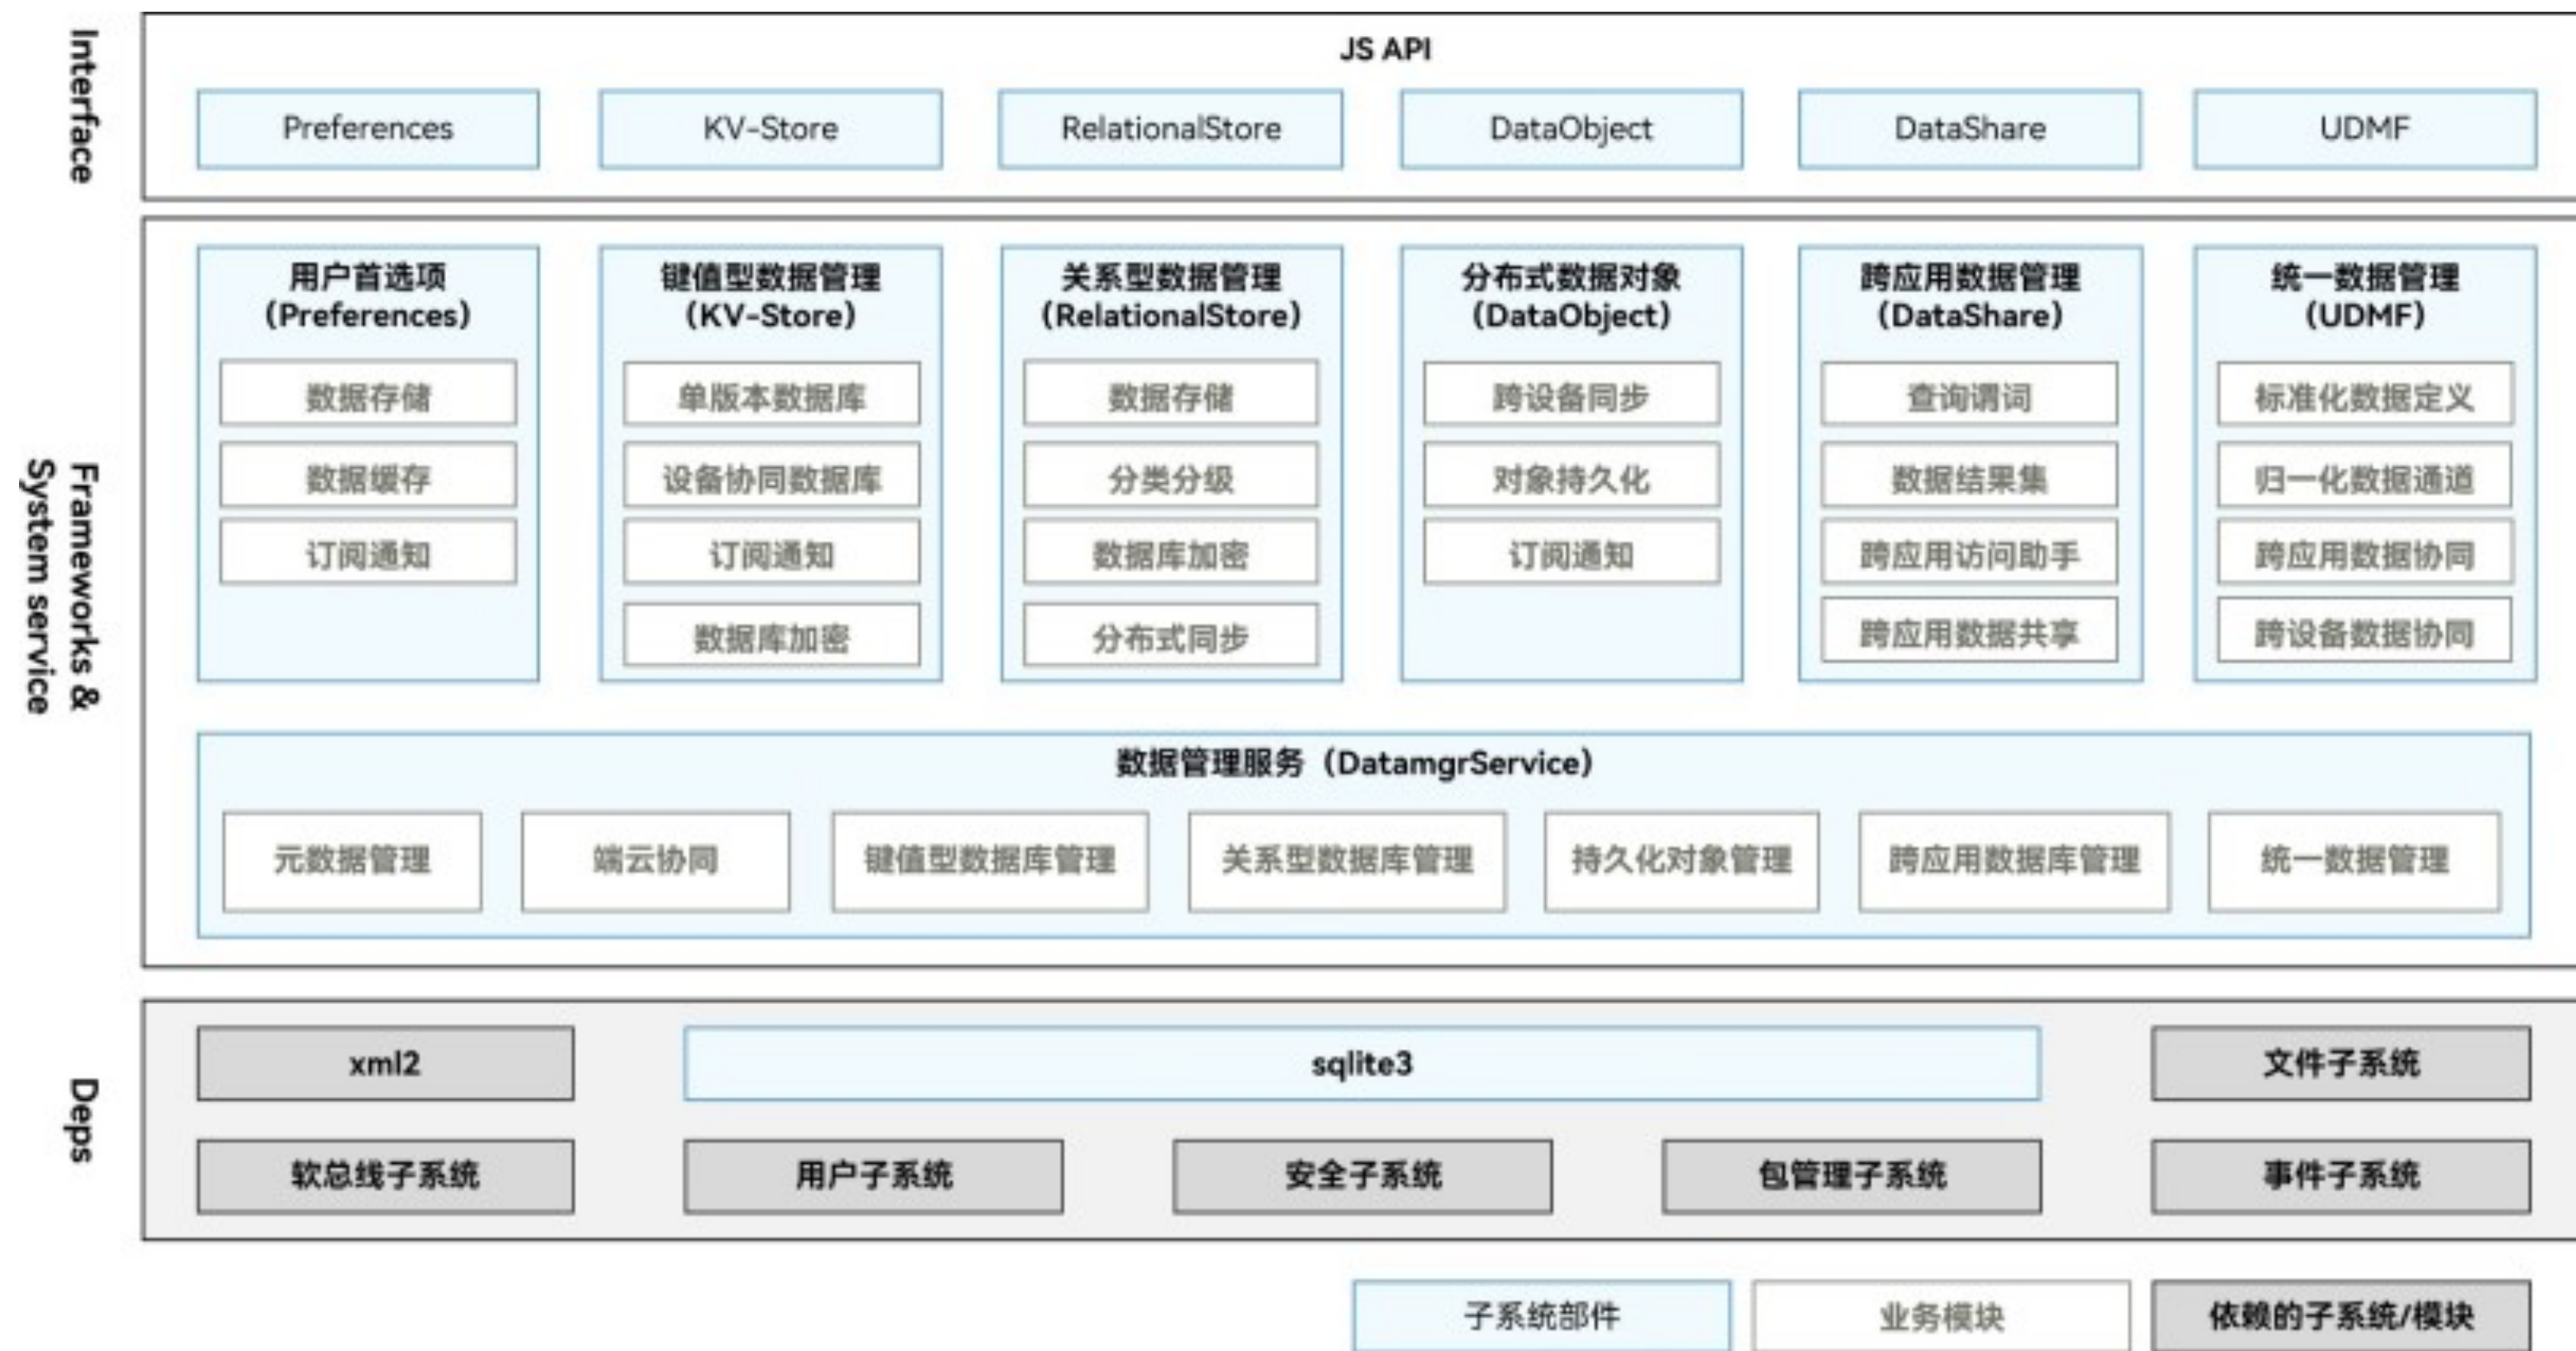 Interface
JS API
Preferences
KV-Store
RelationalStore
DataObject
DataShare
UDMF
Frameworks &
System service
用户首选项
（Preferences）
数据存储
数据缓存
订阅通知
键值型数据管理
（KV-Store）
单版本数据库
设备协同数据库
订阅通知
数据库加密
关系型数据管理
（RelationalStore）
数据存储
分类分级
数据库加密
分布式同步
分布式数据对象
（DataObject）
跨设备同步
对象持久化
订阅通知
跨应用数据管理
（DataShare）
查询谓词
数据结果集
跨应用访问助手
跨应用数据共享
统一数据管理
（UDMF）
标准化数据定义
归一化数据通道
跨应用数据协同
跨设备数据协同
数据管理服务（DatamgrService）
元数据管理
端云协同
键值型数据库管理
关系型数据库管理
持久化对象管理
跨应用数据库管理
统一数据管理
Deps
xml2
sqlite3
文件子系统
软总线子系统
用户子系统
安全子系统
包管理子系统
事件子系统
子系统部件
业务模块
依赖的子系统/模块